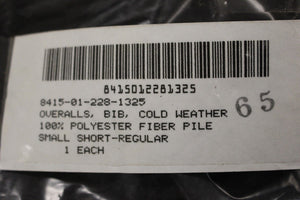 8415012281325
8415-01-228-1325
OVERALLS, BIB, COLD WEATHER 65
100% POLYESTER FIBER PILE
SMALL SHORT-REGULAR
1 EACH